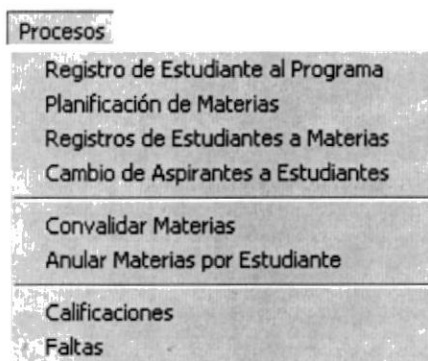 Procesos
Registro de Estudiante al Programa
Planificación de Materias
Registros de Estudiantes a Materias
Cambio de Aspirantes a Estudiantes
Convalidar Materias
Anular Materias por Estudiante
Calificaciones
Faltas